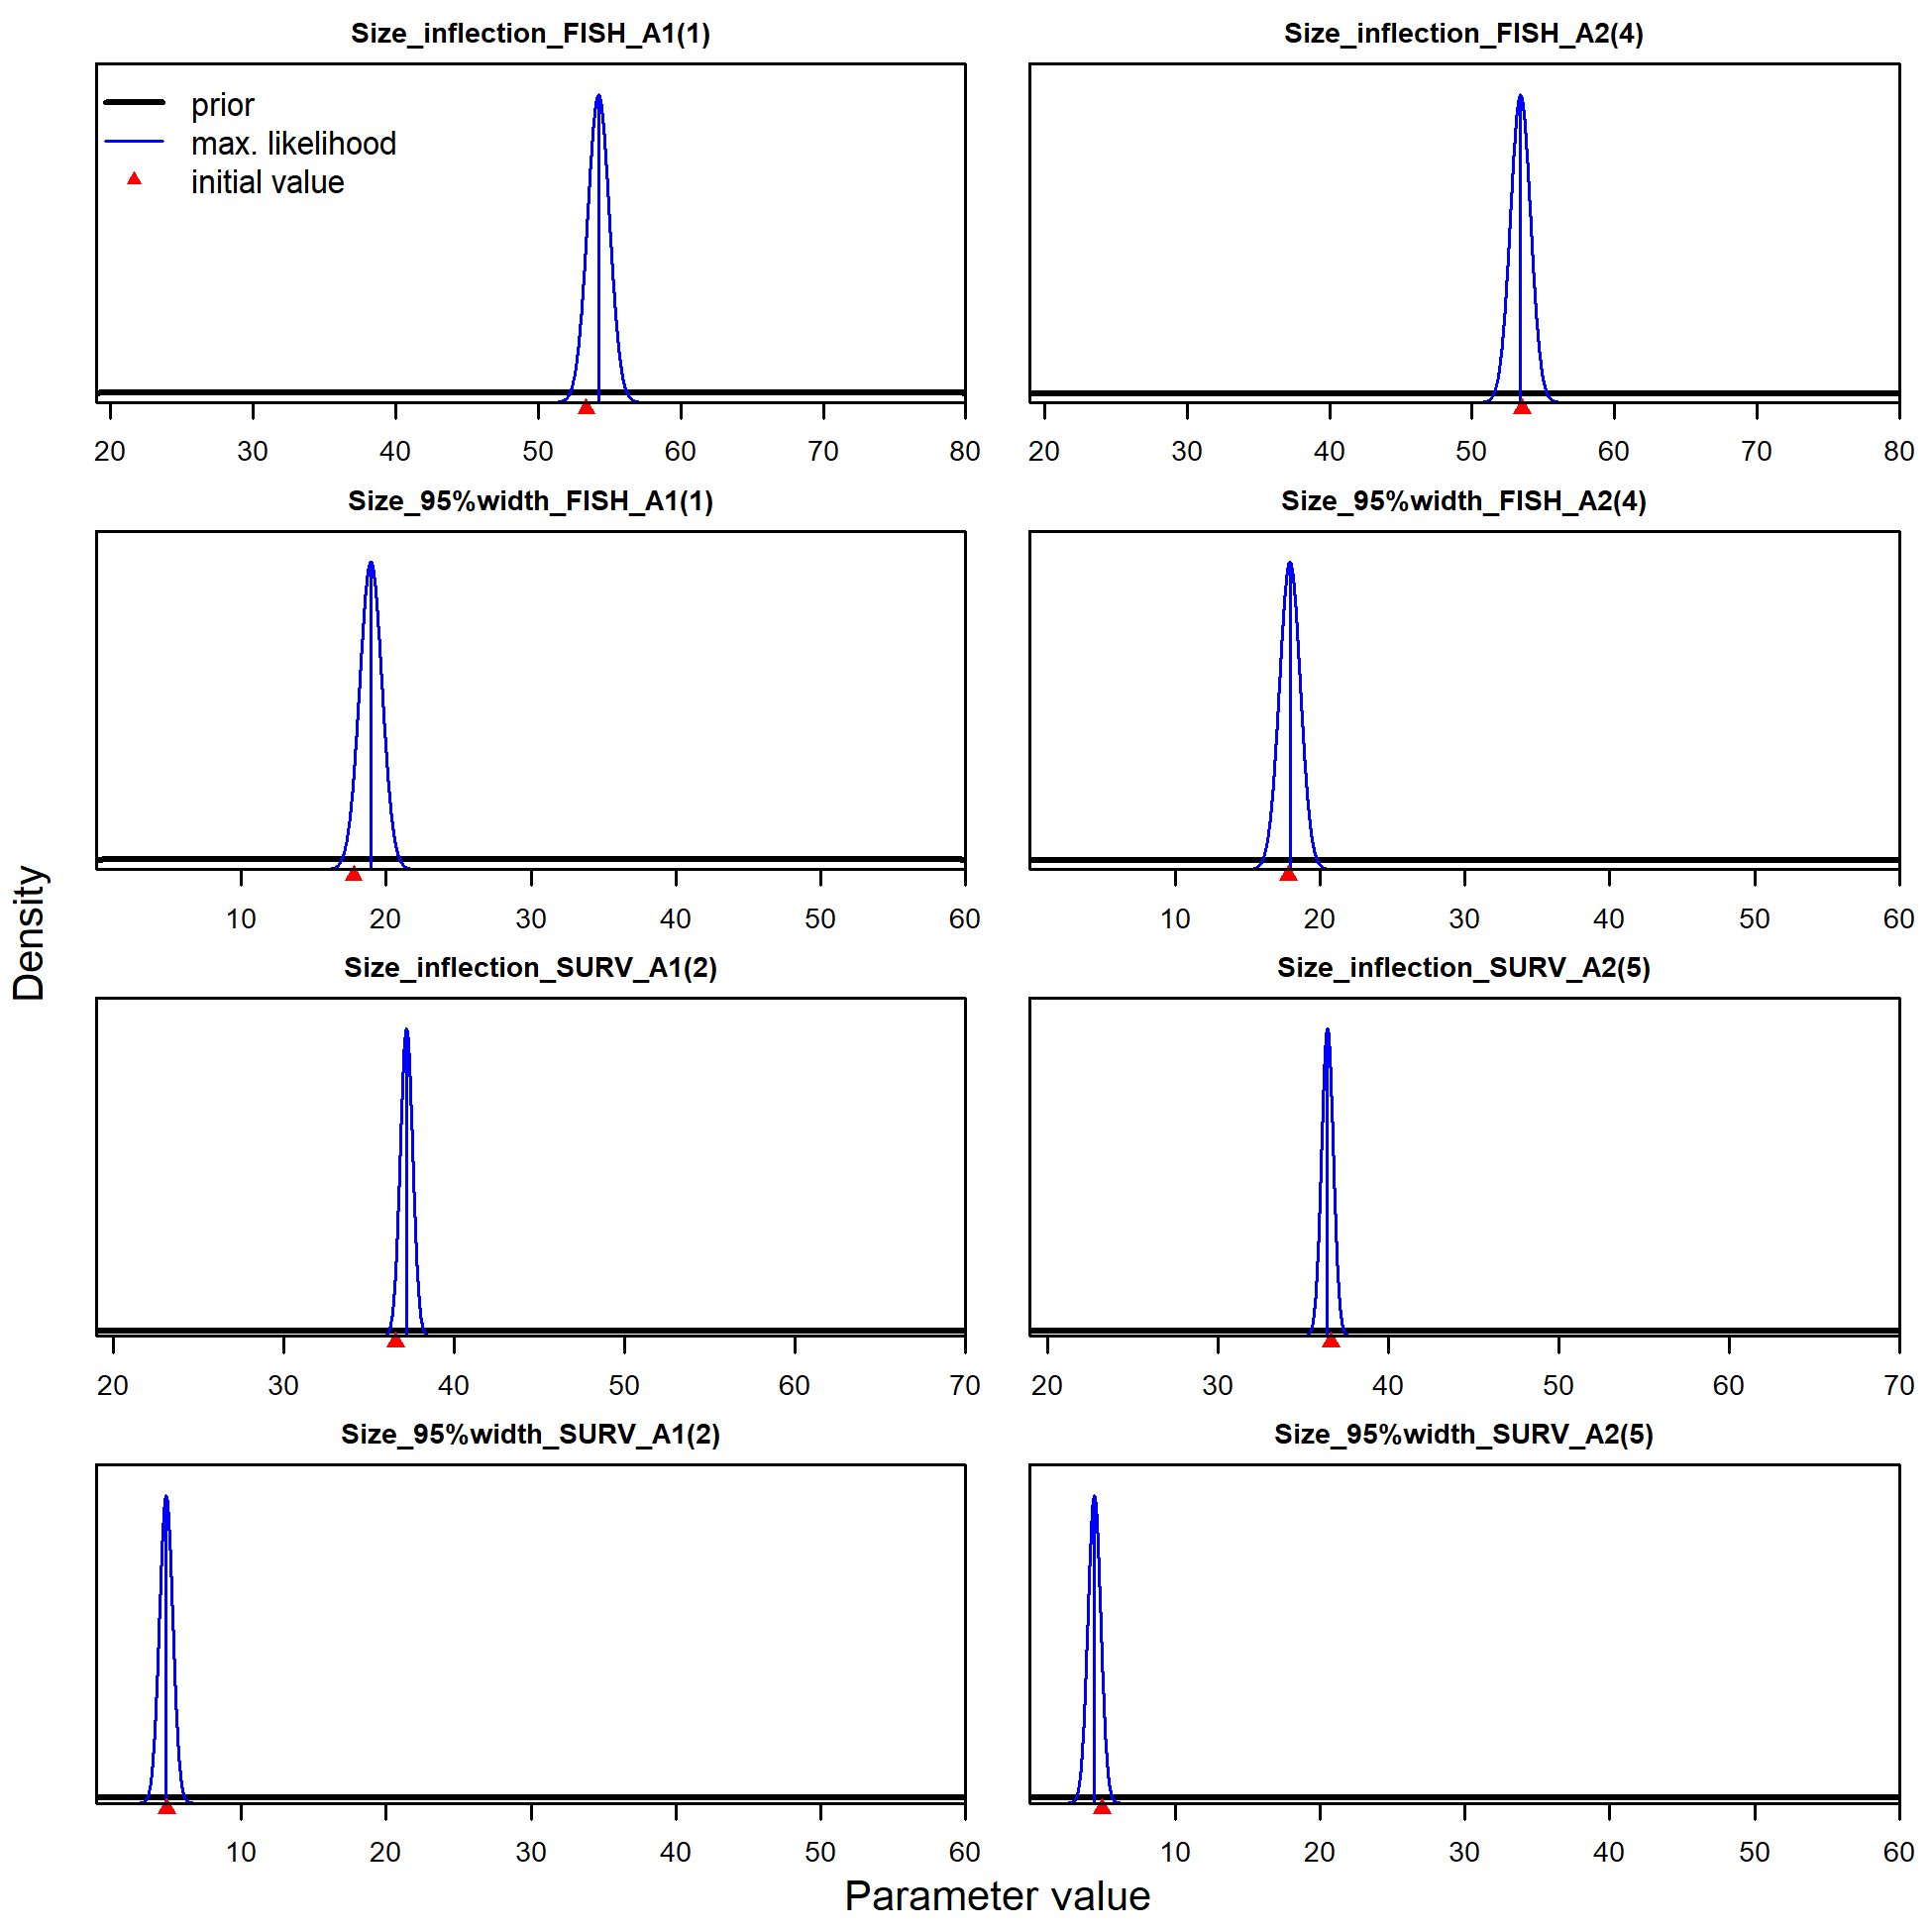 Size_inflection_FISH_A1(1)
prior
max. likelihood
initial value
20 30 40 50 60 70 80
Size_inflection_FISH_A2(4)
20 30 40 50 60 70 80
Size_95%width_FISH_A1(1)
10 20 30 40 50 60
Size_95%width_FISH_A2(4)
10 20 30 40 50 60
Size_inflection_SURV_A1(2)
20 30 40 50 60 70
Size_inflection_SURV_A2(5)
20 30 40 50 60 70
Size_95%width_SURV_A1(2)
10 20 30 40 50 60
Size_95%width_SURV_A2(5)
10 20 30 40 50 60
Density
Parameter value